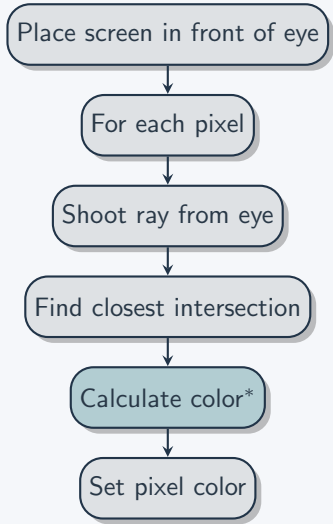 Place screen in front of eye
For each pixel
Shoot ray from eye
Find closest intersection
Calculate color*
Set pixel color